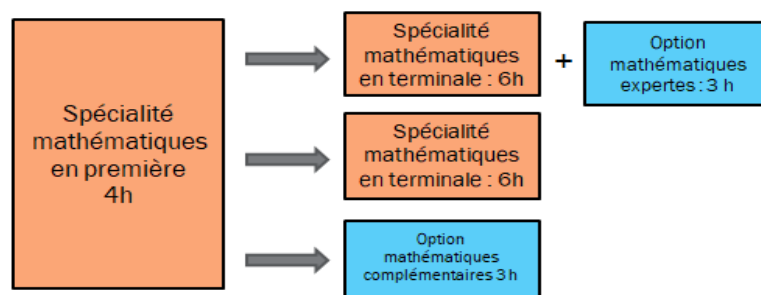 Spécialité
mathématiques
en première
4h
Spécialité
mathématiques
en terminale : 6h
+
Option
mathématiques
expertes : 3 h
Spécialité
mathématiques
en terminale : 6h
Option
mathématiques
complémentaires 3 h